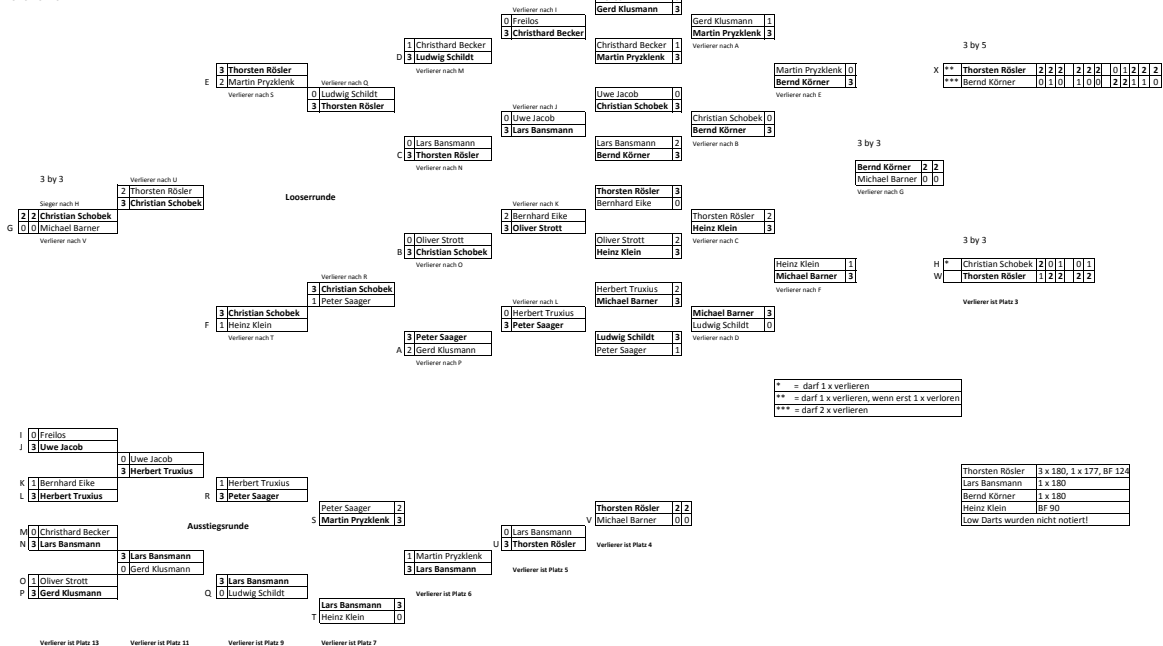 Gerd Klusmann 3
Verlierer nach I
0 Freilos
Gerd Klusmann 1
3 Christhard Becker
Martin Pryzklenk 3
1 Christhard Becker
Christhard Becker 1
Verlierer nach A
3 by 5
D 3 Ludwig Schildt
Martin Pryzklenk 3
3 Thorsten Rösler
Verlierer nach M
Martin Pryzklenk 0
X ** Thorsten Rösler 2 2 2 2 2 2 0 1 2 2 2
E 2 Martin Pryzklenk
Verlierer nach Q
Bernd Körner 3
*** Bernd Körner 0 1 0 1 0 0 2 2 1 1 0
Verlierer nach S
0 Ludwig Schildt
Uwe Jacob 0
Verlierer nach E
3 Thorsten Rösler
Verlierer nach J
Christian Schobek 3
0 Uwe Jacob
Christian Schobek 0
3 Lars Bansmann
Bernd Körner 3
0 Lars Bansmann
Lars Bansmann 2
Verlierer nach B
3 by 3
C 3 Thorsten Rösler
Bernd Körner 3
Verlierer nach N
Bernd Körner 2 2
3 by 3
Verlierer nach U
Michael Barner 0 0
2 Thorsten Rösler
Looserrunde
Thorsten Rösler 3
Verlierer nach G
Sieger nach H
3 Christian Schobek
Verlierer nach K
Bernhard Eike 0
2 2 Christian Schobek
2 Bernhard Eike
Thorsten Rösler 2
G 0 0 Michael Barner
3 Oliver Strott
Heinz Klein 3
Verlierer nach V
0 Oliver Strott
Oliver Strott 2
Verlierer nach C
3 by 3
B 3 Christian Schobek
Heinz Klein 3
Verlierer nach O
Heinz Klein 1
H * Christian Schobek 2 0 1 0 1
Verlierer nach R
Michael Barner 3
W Thorsten Rösler 1 2 2 2 2
3 Christian Schobek
Herbert Truxius 2
Verlierer nach F
1 Peter Saager
Verlierer nach L
Michael Barner 3
Verlierer ist Platz 3
3 Christian Schobek
0 Herbert Truxius
Michael Barner 3
F 1 Heinz Klein
3 Peter Saager
Ludwig Schildt 0
Verlierer nach T
3 Peter Saager
Ludwig Schildt 3
Verlierer nach D
A 2 Gerd Klusmann
Peter Saager 1
Verlierer nach P
* = darf 1 x verlieren
** = darf 1 x verlieren, wenn erst 1 x verloren
*** = darf 2 x verlieren
I 0 Freilos
J 3 Uwe Jacob
0 Uwe Jacob
3 Herbert Truxius
Thorsten Rösler 3 x 180, 1 x 177, BF 124
K 1 Bernhard Eike
1 Herbert Truxius
Lars Bansmann 1 x 180
L 3 Herbert Truxius
R 3 Peter Saager
Bernd Körner 1 x 180
Peter Saager 2
Thorsten Rösler 2 2
Heinz Klein BF 90
S Martin Pryzklenk 3
V Michael Barner 0 0
Low Darts wurden nicht notiert!
Ausstiegsrunde
M 0 Christhard Becker
0 Lars Bansmann
N 3 Lars Bansmann
U 3 Thorsten Rösler
Verlierer ist Platz 4
3 Lars Bansmann
1 Martin Pryzklenk
0 Gerd Klusmann
3 Lars Bansmann
Verlierer ist Platz 5
O 1 Oliver Strott
3 Lars Bansmann
P 3 Gerd Klusmann
Q 0 Ludwig Schildt
Verlierer ist Platz 6
Lars Bansmann 3
T Heinz Klein 0
Verlierer ist Platz 13
Verlierer ist Platz 11
Verlierer ist Platz 9
Verlierer ist Platz 7